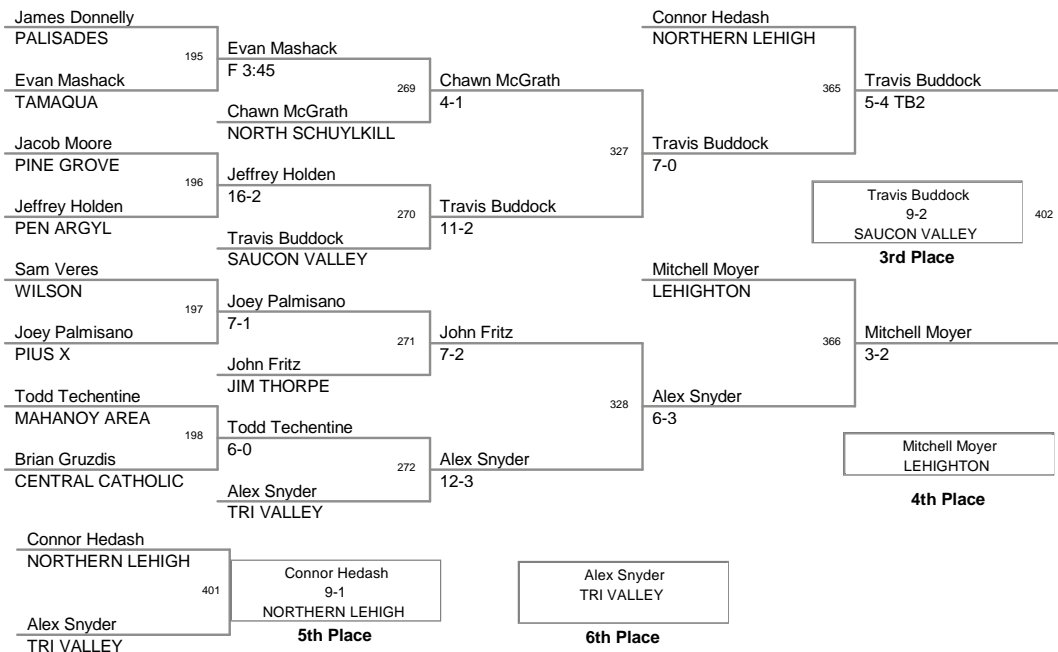 James Donnelly
PALISADES
195
Evan Mashack
TAMAQUA
Jacob Moore
PINE GROVE
196
Jeffrey Holden
PEN ARGYL
Sam Veres
WILSON
197
Joey Palmisano
PIUS X
Todd Techentine
MAHANOY AREA
198
Brian Gruzdis
CENTRAL CATHOLIC
Evan Mashack
F 3:45
269
Chawn McGrath
NORTH SCHUYLKILL
Jeffrey Holden
16-2
270
Travis Buddock
SAUCON VALLEY
Joey Palmisano
7-1
271
John Fritz
JIM THORPE
Todd Techentine
6-0
272
Alex Snyder
TRI VALLEY
Chawn McGrath
4-1
327
Travis Buddock
11-2
John Fritz
7-2
328
Alex Snyder
12-3
Connor Hedash
NORTHERN LEHIGH
365
Travis Buddock
7-0
Mitchell Moyer
LEHIGHTON
366
Alex Snyder
6-3
Travis Buddock
5-4 TB2
Travis Buddock
9-2
SAUCON VALLEY
402
3rd Place
Mitchell Moyer
3-2
Mitchell Moyer
LEHIGHTON
4th Place
Connor Hedash
NORTHERN LEHIGH
401
Alex Snyder
TRI VALLEY
Connor Hedash
9-1
NORTHERN LEHIGH
5th Place
Alex Snyder
TRI VALLEY
6th Place